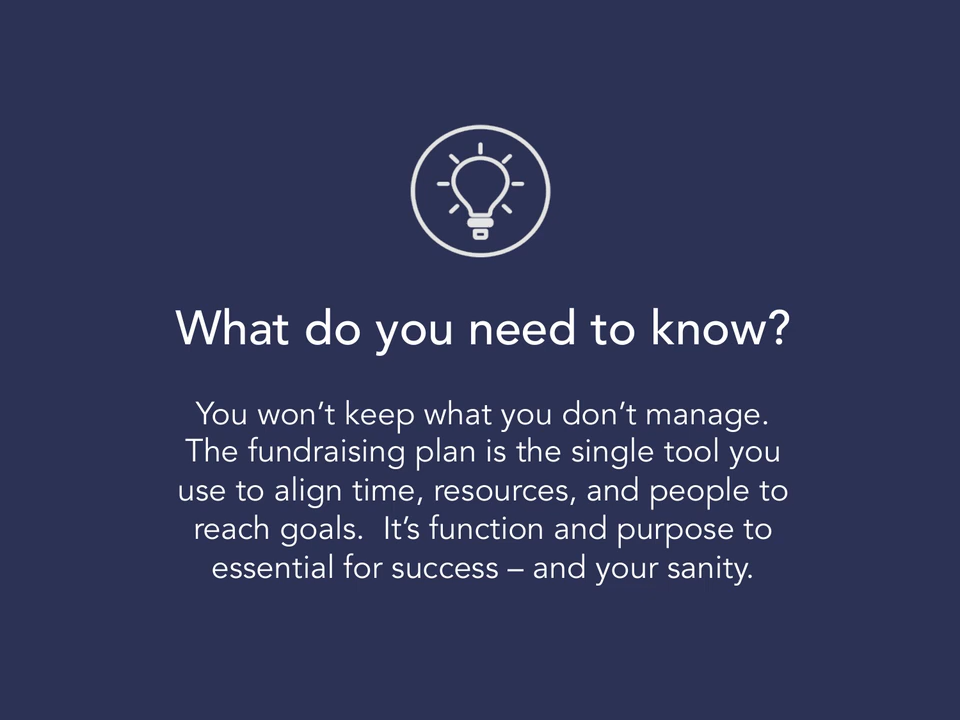 What do you need to know?
You won’t keep what you don’t manage.
The fundraising plan is the single tool you
use to align time, resources, and people to
reach goals.  It’s function and purpose to
essential for success – and your sanity.